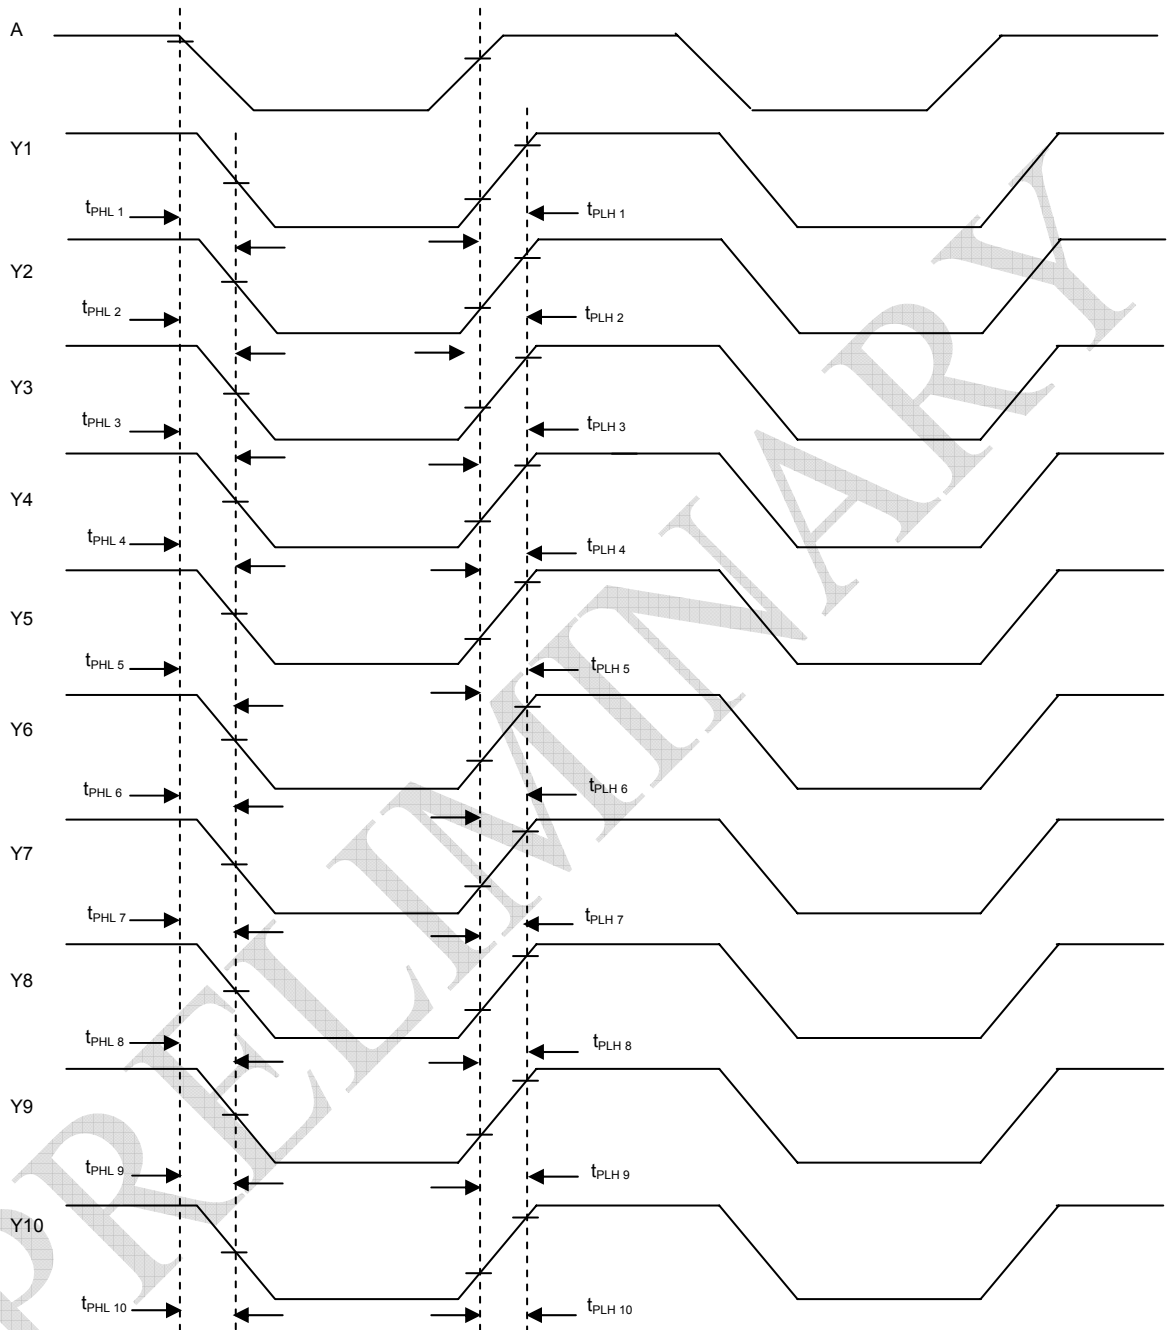 A
Y1
tPHL 1 tPLH 1
Y2
tPHL 2 tPLH 2
Y3
tPHL 3 tPLH 3
Y4
tPHL 4 tPLH 4
Y5
tPHL 5 tPLH 5
Y6
tPHL 6 tPLH 6
Y7
tPHL 7 tPLH 7
Y8
tPHL 8 tPLH 8
Y9
tPHL 9 tPLH 9
Y10
tPHL 10 tPLH 10
PRELIMINARY